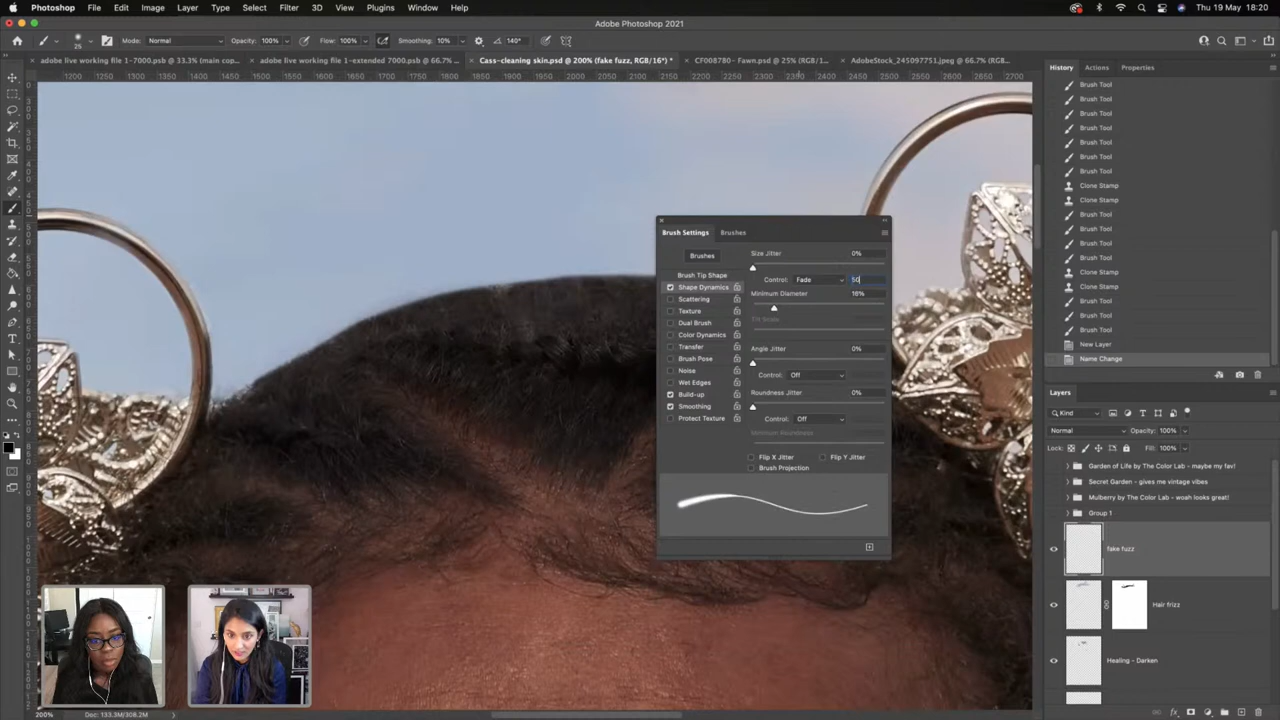 Photoshop File Edit Image Layer Type Select Filter 3D View Plugins Window Help Thu 19 May 18:20
Adobe Photoshop 2021
25 Mode: Normal Opacity: 100% Flow: 100% Smoothing: 10% 140°
adobe live working file 1-7000.psb @ 33.3% (main cop... adobe live working file 1-extended 7000.psb @ 66.7% ... Cass-cleaning skin.psd @ 200% (fake fuzz, RGB/16*) * CF008780- Fawn.psd @ 25% (RGB/1... AdobeStock_245097751.jpeg @ 66.7% (RGB...
1200 1250 1300 1350 1400 1450 1500 1550 1600 1650 1700 1750 1800 1850 1900 1950 2000 2050 2100 2150 2200 2250 2300 2350 2400 2450 2500 2550 2600 2650 2700
History Actions Properties
Brush Tool
Brush Tool
Brush Tool
Brush Tool
Brush Tool
Brush Tool
Brush Tool
Clone Stamp
Clone Stamp
Brush Tool
Brush Tool
Brush Tool
Brush Tool
Clone Stamp
Clone Stamp
Brush Tool
Brush Tool
Brush Tool
New Layer
Name Change
Brush Settings Brushes
Brushes
Brush Tip Shape
Shape Dynamics
Scattering
Texture
Dual Brush
Color Dynamics
Transfer
Brush Pose
Noise
Wet Edges
Build-up
Smoothing
Protect Texture
Size Jitter 0%
Control: Fade 50
Minimum Diameter 18%
Tilt Scale
Angle Jitter 0%
Control: Off
Roundness Jitter 0%
Control: Off
Minimum Roundness
Flip X Jitter Flip Y Jitter
Brush Projection
Layers
Kind
Normal Opacity: 100%
Lock: Fill: 100%
Garden of Life by The Color Lab - maybe my fav!
Secret Garden - gives me vintage vibes
Mulberry by The Color Lab - woah looks great!
Group 1
fake fuzz
Hair frizz
Healing - Darken
200% Doc: 133.3M/308.2M